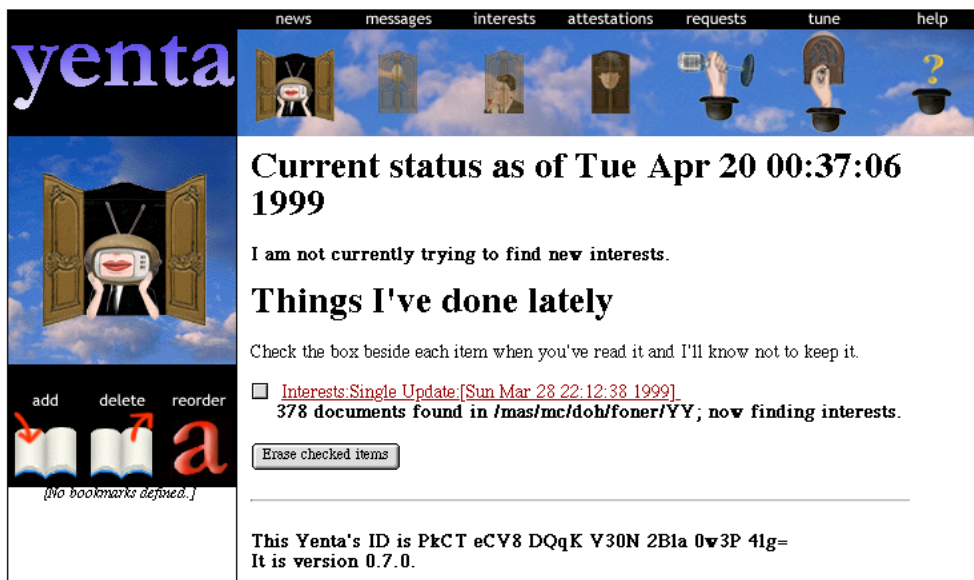 news messages interests attestations requests tune help
yenta
?
Current status as of Tue Apr 20 00:37:06
1999
I am not currently trying to find new interests.
Things I've done lately
Check the box beside each item when you've read it and I'll know not to keep it.
Interests:Single Update:[Sun Mar 28 22:12:38 1999]
378 documents found in /mas/mc/doh/foner/YY; now finding interests.
Erase checked items
add delete reorder
a
[No bookmarks defined.]
This Yenta's ID is PkCT eCV8 DQqK V30N 2Bla 0w3P 4lg=
It is version 0.7.0.